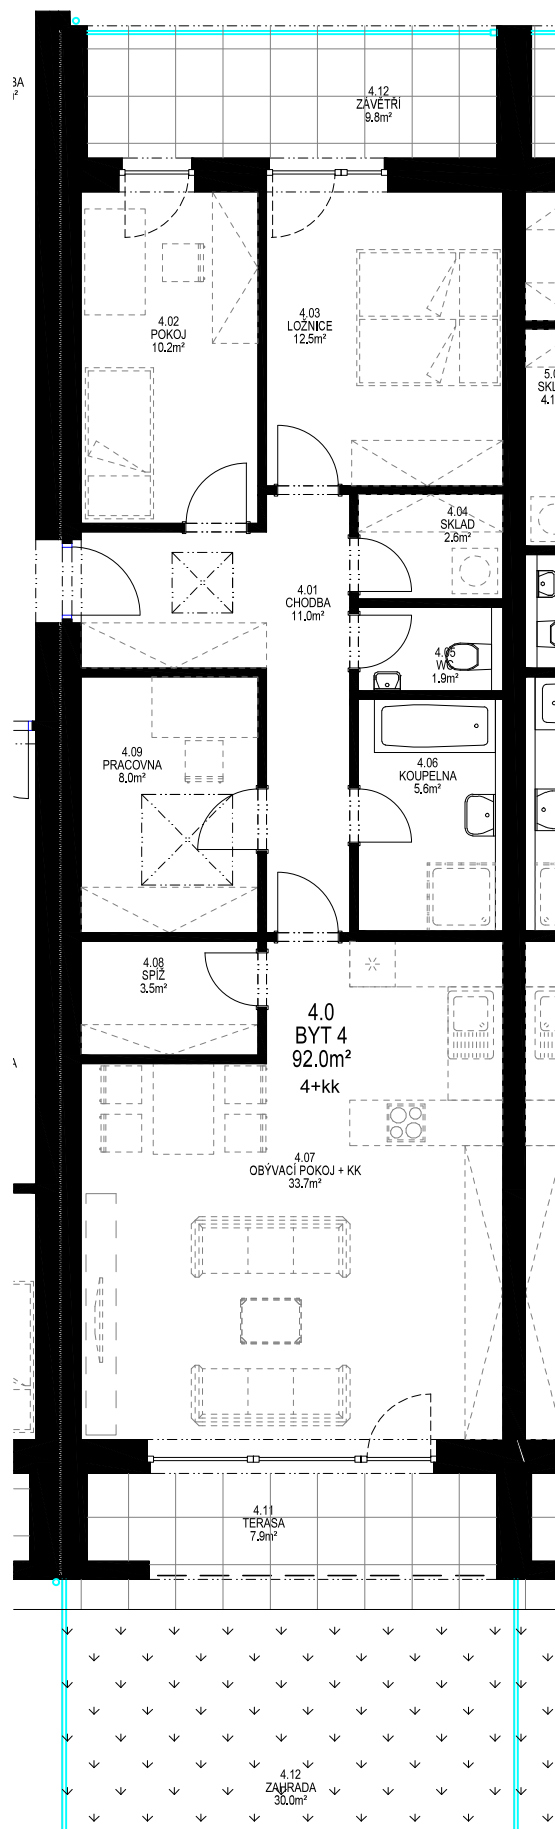 4.12
ZÁVĚTŘÍ
9.8m²
4.02
POKOJ
10.2m²
4.03
LOŽNICE
12.5m²
4.04
SKLAD
2.6m²
4.01
CHODBA
11.0m²
4.05
WC
1.9m²
4.09
PRACOVNA
8.0m²
4.06
KOUPELNA
5.6m²
4.08
SPÍŽ
3.5m²
4.0
BYT 4
92.0m²
4+kk
4.07
OBÝVACÍ POKOJ + KK
33.7m²
4.11
TERASA
7.9m²
4.12
ZAHRADA
30.0m²